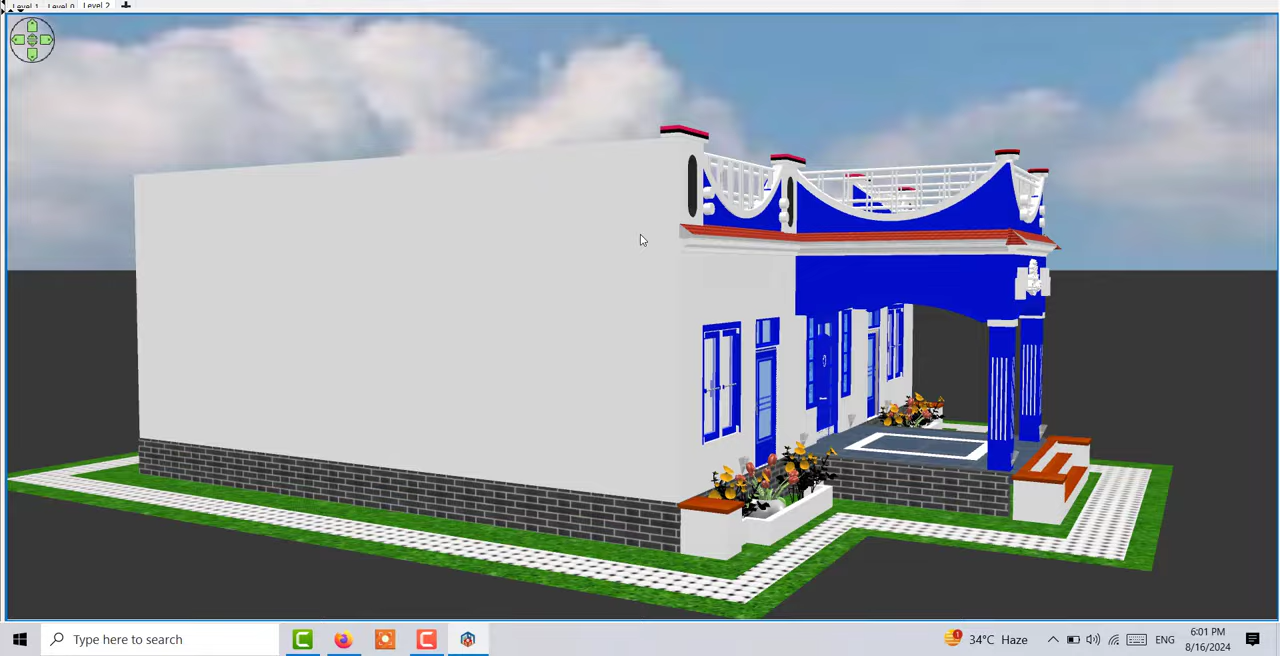 Level 1 Level 0 Level 2
Type here to search
34°C Haze
ENG
6:01 PM
8/16/2024
1